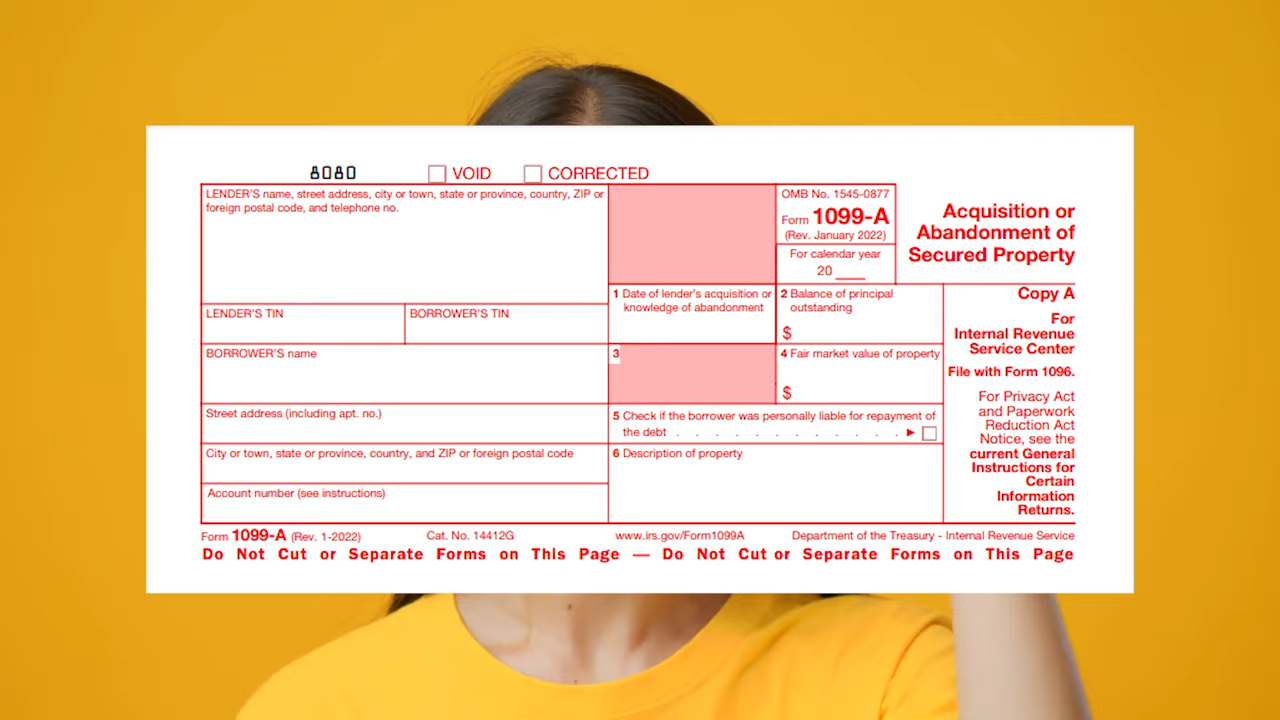 8080 VOID CORRECTED
LENDER'S name, street address, city or town, state or province, country, ZIP or
foreign postal code, and telephone no.
OMB No. 1545-0877
Form 1099-A
(Rev. January 2022)
For calendar year
20 ____
Acquisition or
Abandonment of
Secured Property
1 Date of lender's acquisition or
knowledge of abandonment
2 Balance of principal
outstanding
$
Copy A
For
Internal Revenue
Service Center
File with Form 1096.
For Privacy Act
and Paperwork
Reduction Act
Notice, see the
current General
Instructions for
Certain
Information
Returns.
LENDER'S TIN
BORROWER'S TIN
BORROWER'S name
3
4 Fair market value of property
$
Street address (including apt. no.)
5 Check if the borrower was personally liable for repayment of
the debt . . . . . . . . . . . . ▶
City or town, state or province, country, and ZIP or foreign postal code
6 Description of property
Account number (see instructions)
Form 1099-A (Rev. 1-2022) Cat. No. 14412G www.irs.gov/Form1099A Department of the Treasury - Internal Revenue Service
Do Not Cut or Separate Forms on This Page — Do Not Cut or Separate Forms on This Page